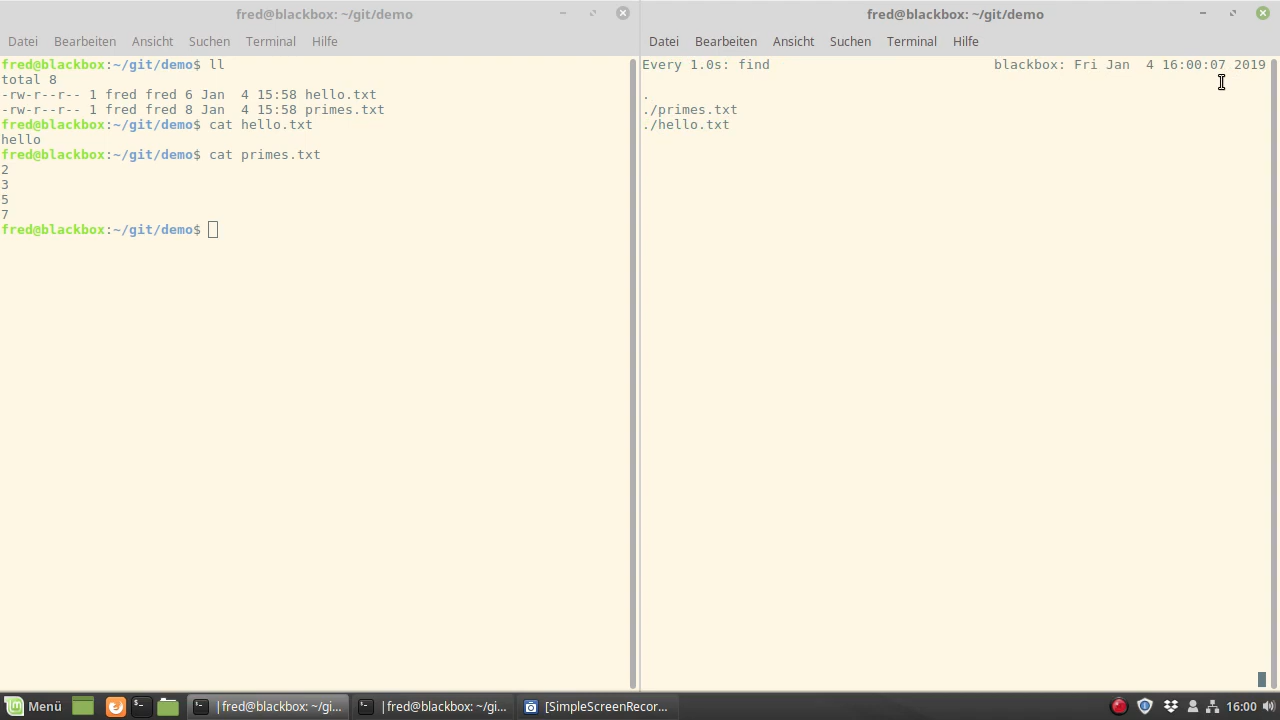 fred@blackbox: ~/git/demo
Datei Bearbeiten Ansicht Suchen Terminal Hilfe
fred@blackbox:~/git/demo$ ll
total 8
-rw-r--r-- 1 fred fred 6 Jan  4 15:58 hello.txt
-rw-r--r-- 1 fred fred 8 Jan  4 15:58 primes.txt
fred@blackbox:~/git/demo$ cat hello.txt
hello
fred@blackbox:~/git/demo$ cat primes.txt
2
3
5
7
fred@blackbox:~/git/demo$
fred@blackbox: ~/git/demo
Datei Bearbeiten Ansicht Suchen Terminal Hilfe
Every 1.0s: find blackbox: Fri Jan  4 16:00:07 2019
.
./primes.txt
./hello.txt
Menü |fred@blackbox: ~/gi... |fred@blackbox: ~/gi... [SimpleScreenRecor... 16:00